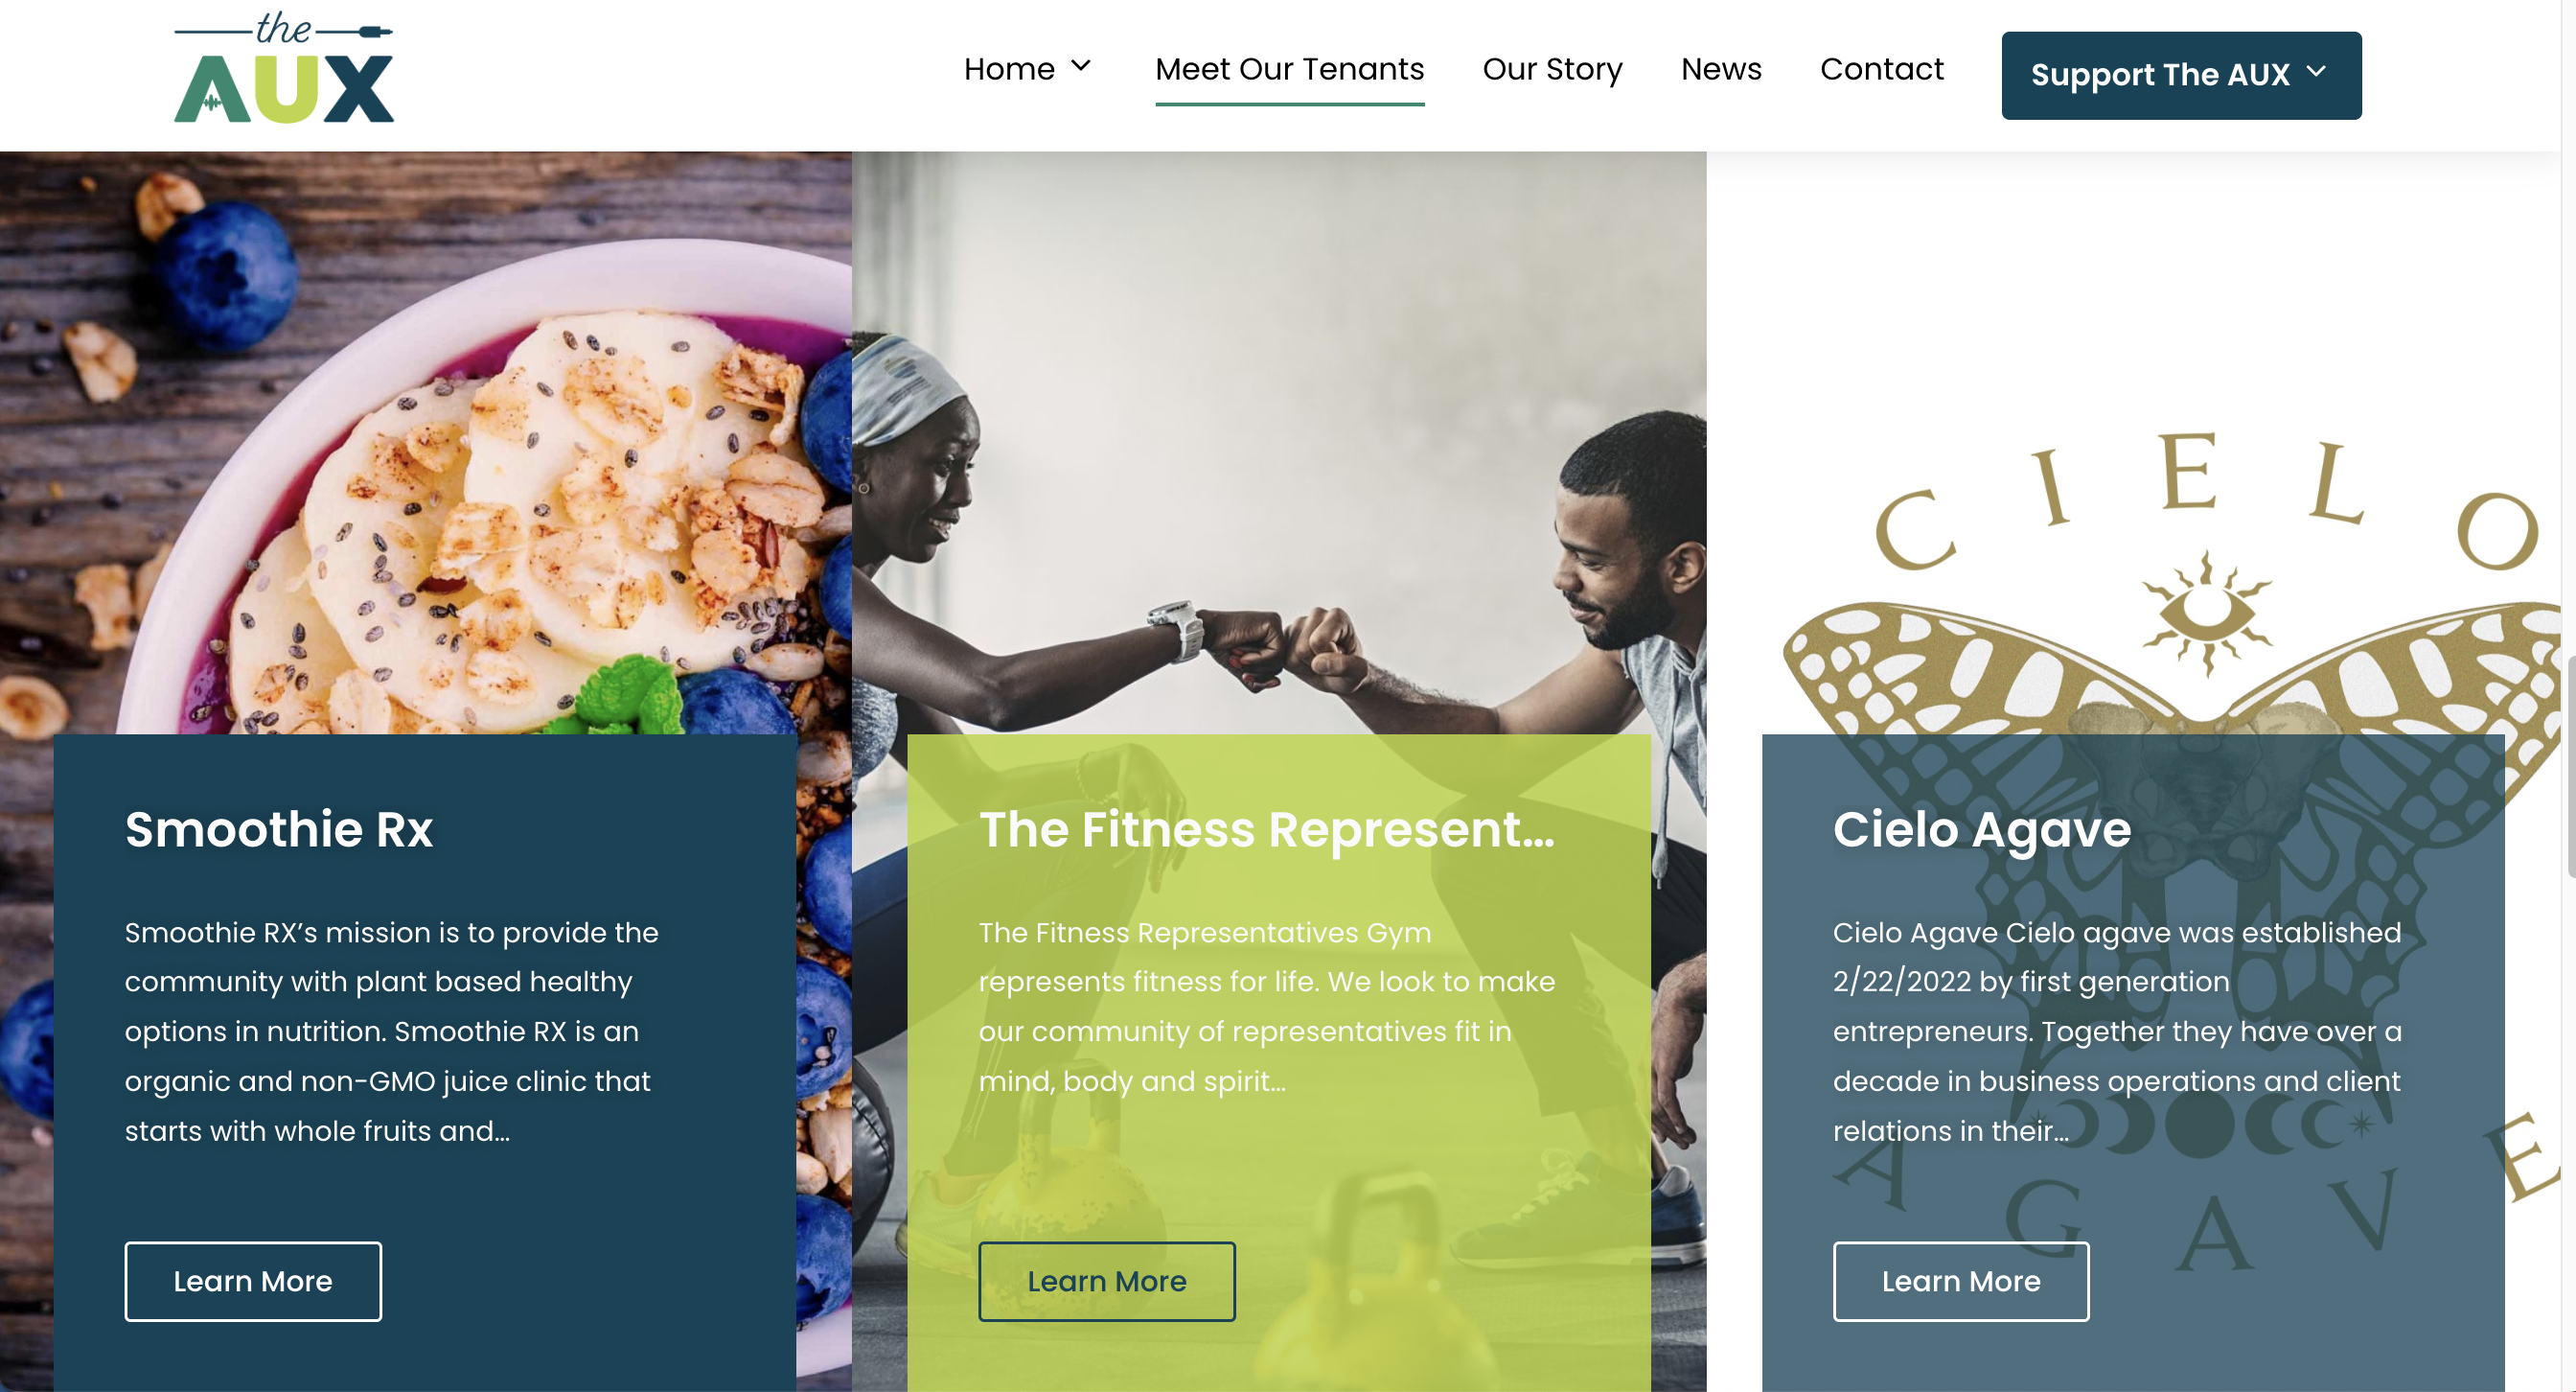 the
AUX
Home
Meet Our Tenants
Our Story
News
Contact
Support The AUX
CIELO
AGAVE
Smoothie Rx
Smoothie RX’s mission is to provide the
community with plant based healthy
options in nutrition. Smoothie RX is an
organic and non-GMO juice clinic that
starts with whole fruits and...
Learn More
The Fitness Represent...
The Fitness Representatives Gym
represents fitness for life. We look to make
our community of representatives fit in
mind, body and spirit...
Learn More
Cielo Agave
Cielo Agave Cielo agave was established
2/22/2022 by first generation
entrepreneurs. Together they have over a
decade in business operations and client
relations in their...
Learn More